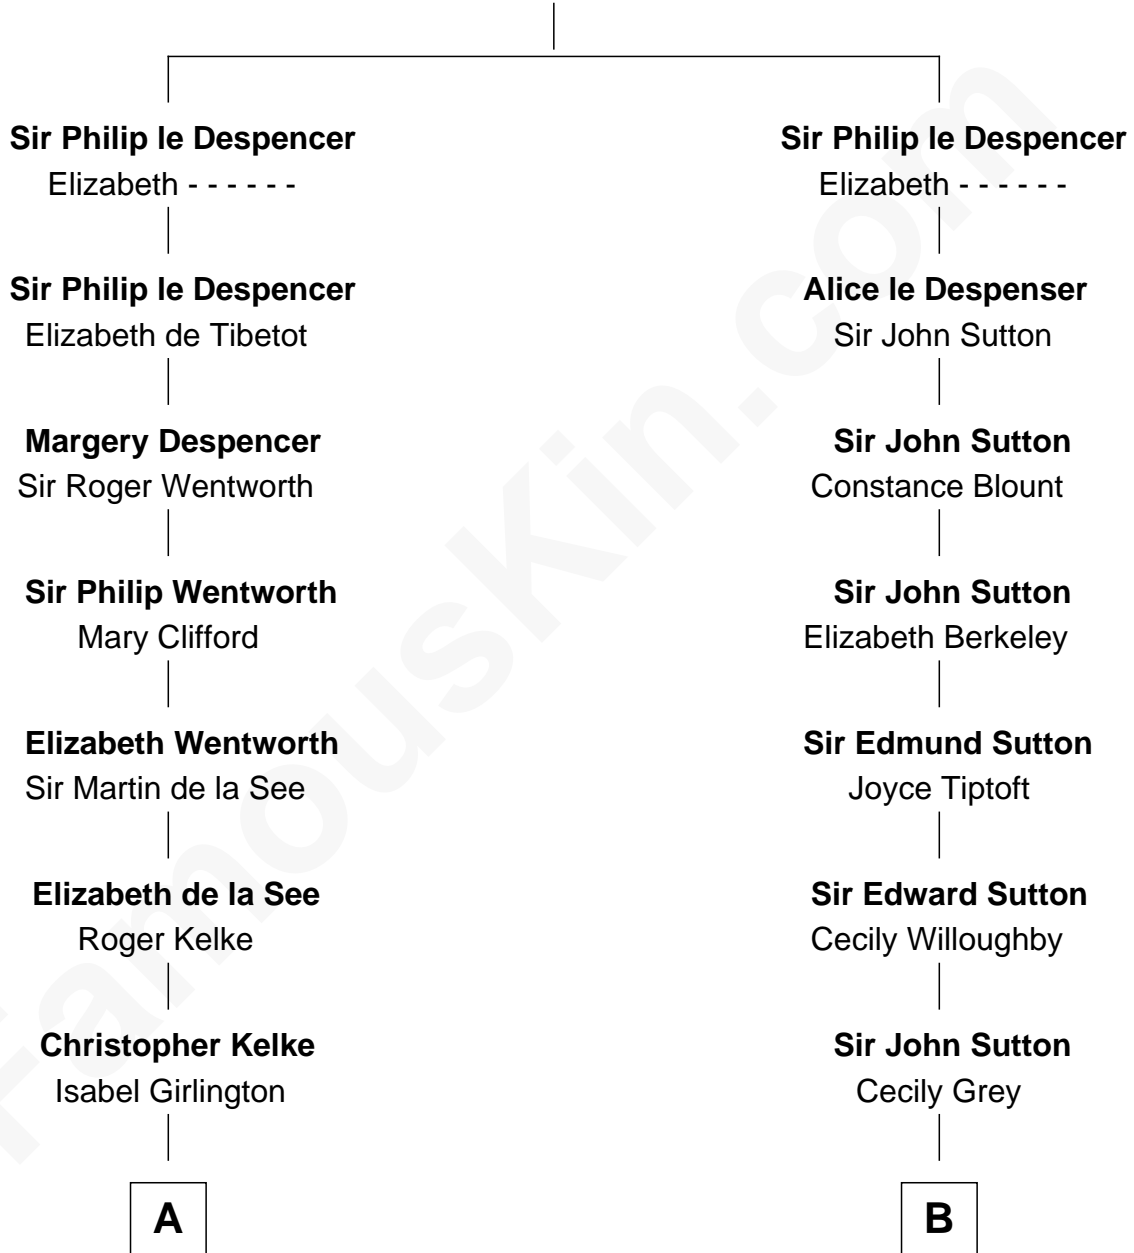 Sir Philip le Despencer
Elizabeth - - - - - -
Sir Philip le Despencer
Elizabeth de Tibetot
Margery Despencer
Sir Roger Wentworth
Sir Philip Wentworth
Mary Clifford
Elizabeth Wentworth
Sir Martin de la See
Elizabeth de la See
Roger Kelke
Christopher Kelke
Isabel Girlington
A
Sir Philip le Despencer
Elizabeth - - - - - -
Alice le Despenser
Sir John Sutton
Sir John Sutton
Constance Blount
Sir John Sutton
Elizabeth Berkeley
Sir Edmund Sutton
Joyce Tiptoft
Sir Edward Sutton
Cecily Willoughby
Sir John Sutton
Cecily Grey
B
FamousKin.com